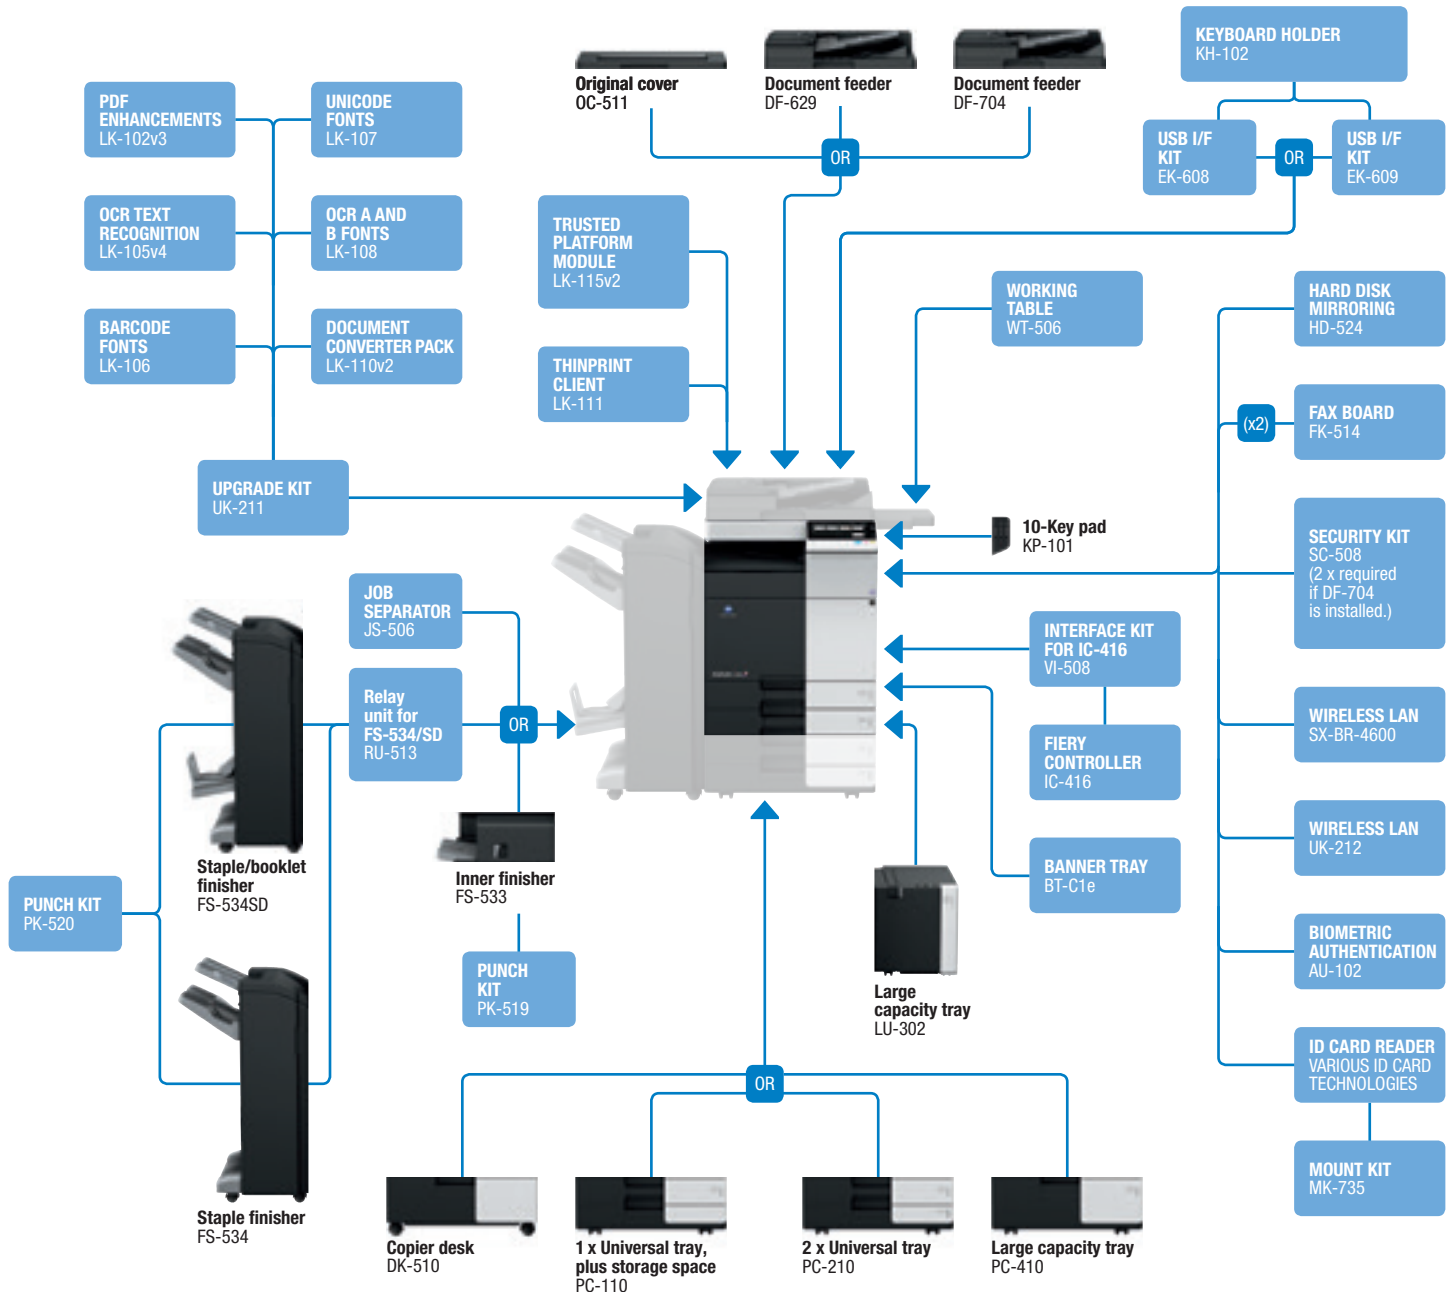 KEYBOARD HOLDER
KH-102
Original cover
OC-511
Document feeder
DF-629
Document feeder
DF-704
PDF
ENHANCEMENTS
LK-102v3
UNICODE
FONTS
LK-107
OR
USB I/F
KIT
EK-608
OR
USB I/F
KIT
EK-609
OCR TEXT
RECOGNITION
LK-105v4
OCR A AND
B FONTS
LK-108
TRUSTED
PLATFORM
MODULE
LK-115v2
WORKING
TABLE
WT-506
HARD DISK
MIRRORING
HD-524
BARCODE
FONTS
LK-106
DOCUMENT
CONVERTER PACK
LK-110v2
THINPRINT
CLIENT
LK-111
(x2)
FAX BOARD
FK-514
UPGRADE KIT
UK-211
10-Key pad
KP-101
SECURITY KIT
SC-508
(2 x required
if DF-704
is installed.)
JOB
SEPARATOR
JS-506
INTERFACE KIT
FOR IC-416
VI-508
Relay
unit for
FS-534/SD
RU-513
OR
WIRELESS LAN
SX-BR-4600
FIERY
CONTROLLER
IC-416
WIRELESS LAN
UK-212
Staple/booklet
finisher
FS-534SD
Inner finisher
FS-533
BANNER TRAY
BT-C1e
PUNCH KIT
PK-520
BIOMETRIC
AUTHENTICATION
AU-102
PUNCH
KIT
PK-519
Large
capacity tray
LU-302
ID CARD READER
VARIOUS ID CARD
TECHNOLOGIES
OR
MOUNT KIT
MK-735
Staple finisher
FS-534
Copier desk
DK-510
1 x Universal tray,
plus storage space
PC-110
2 x Universal tray
PC-210
Large capacity tray
PC-410